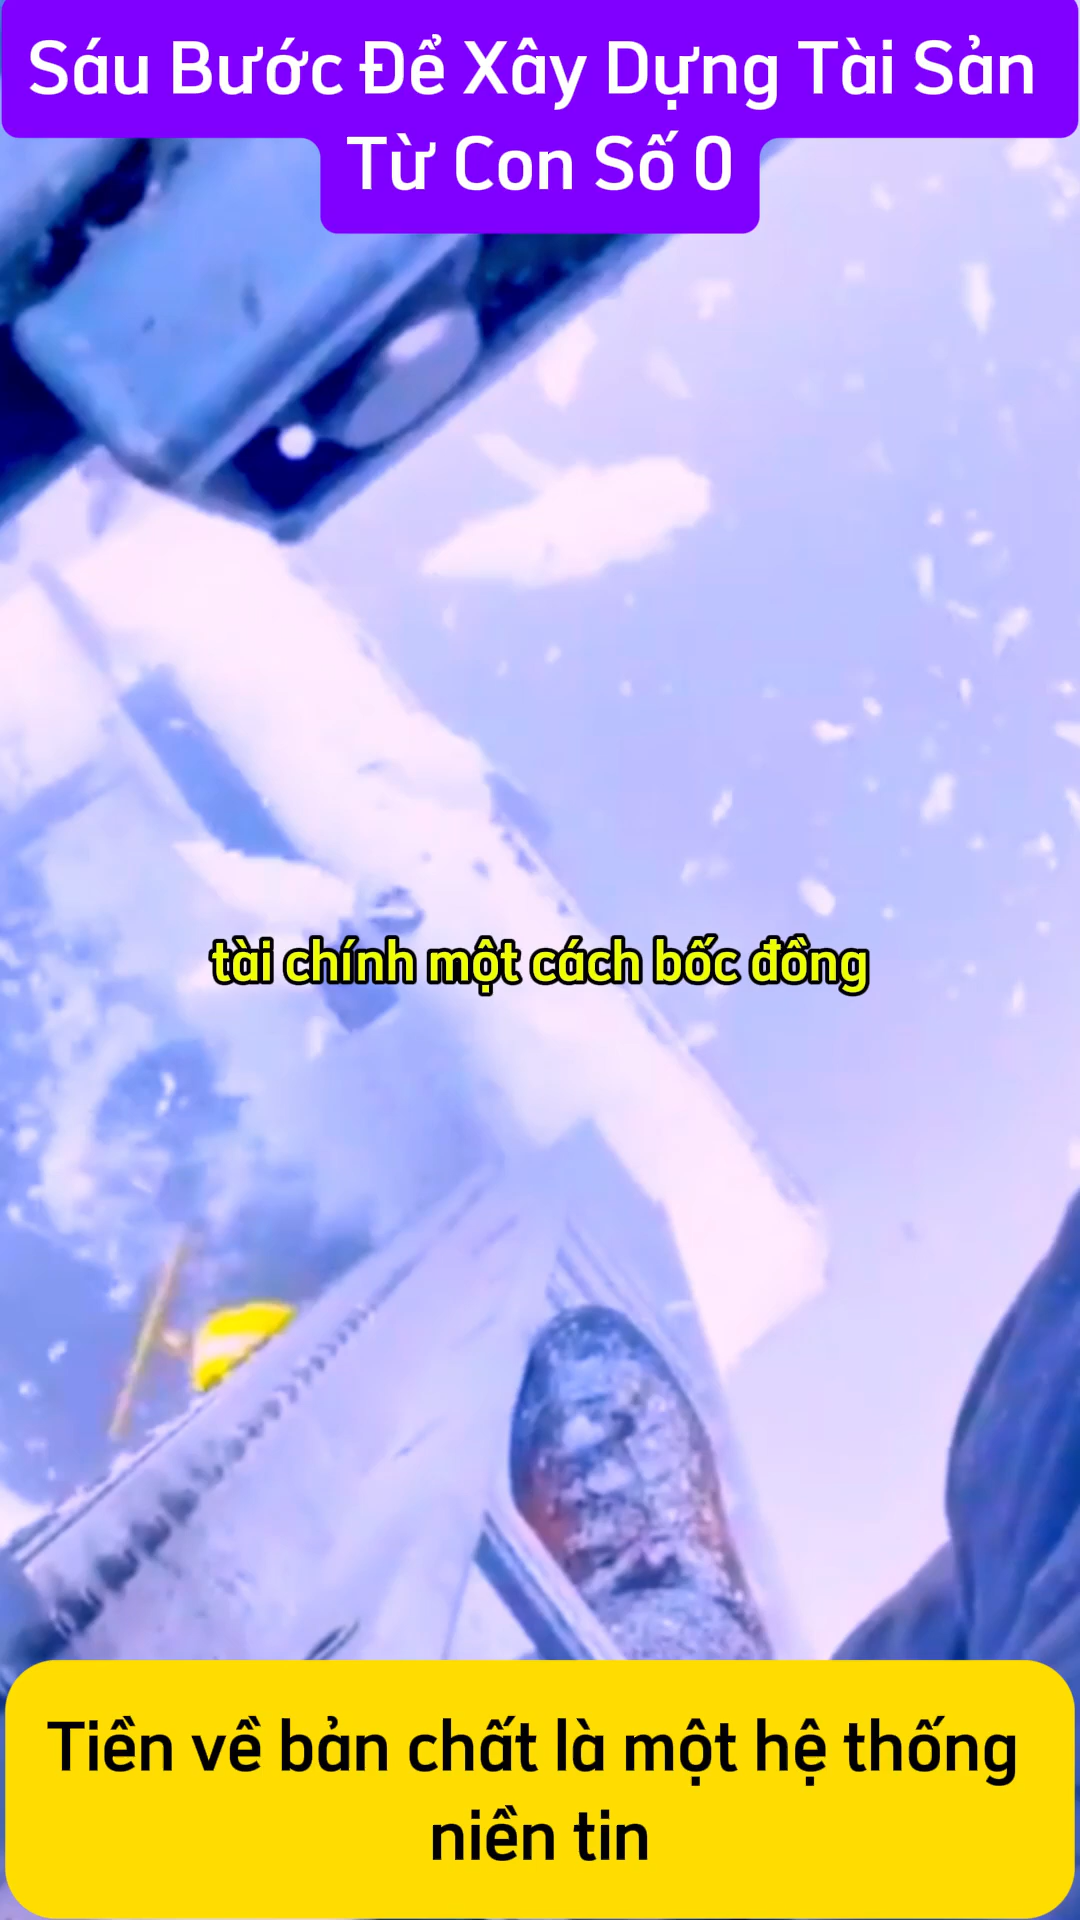 Sáu Bước Để Xây Dựng Tài Sản
Từ Con Số 0
tài chính một cách bốc đồng
Tiền về bản chất là một hệ thống
niền tin